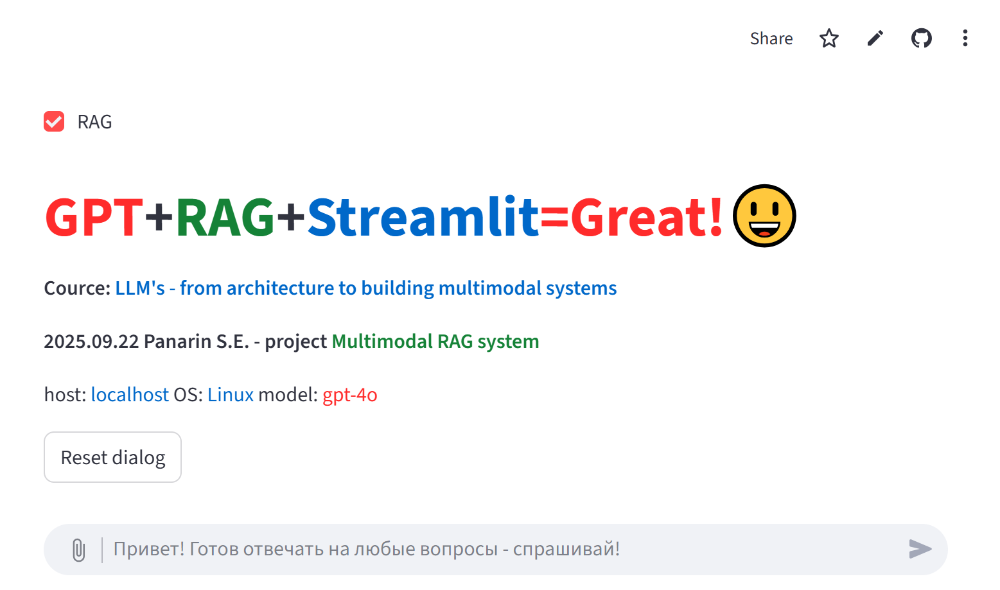 Share
RAG
GPT+RAG+Streamlit=Great!
Cource: LLM's - from architecture to building multimodal systems
2025.09.22 Panarin S.E. - project Multimodal RAG system
host: localhost OS: Linux model: gpt-4o
Reset dialog
Привет! Готов отвечать на любые вопросы - спрашивай!